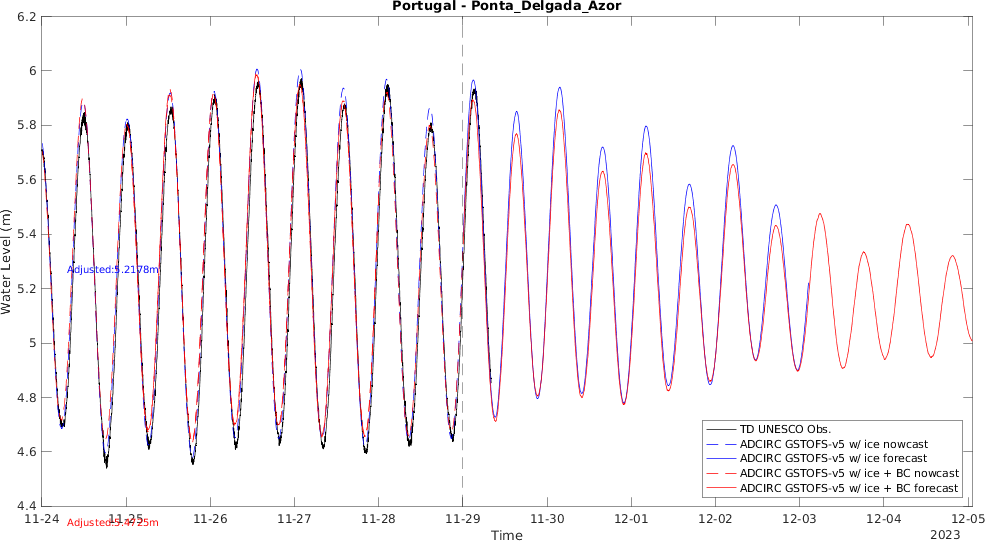 Portugal - Ponta_Delgada_Azor
6.2
6
5.8
5.6
5.4
5.2
5
4.8
4.6
4.4
Water Level (m)
Adjusted:5.2178m
Adjusted:5.4725m
TD UNESCO Obs.
ADCIRC GSTOFS-v5 w/ ice nowcast
ADCIRC GSTOFS-v5 w/ ice forecast
ADCIRC GSTOFS-v5 w/ ice + BC nowcast
ADCIRC GSTOFS-v5 w/ ice + BC forecast
11-24 11-25 11-26 11-27 11-28 11-29 11-30 12-01 12-02 12-03 12-04 12-05
Time
2023